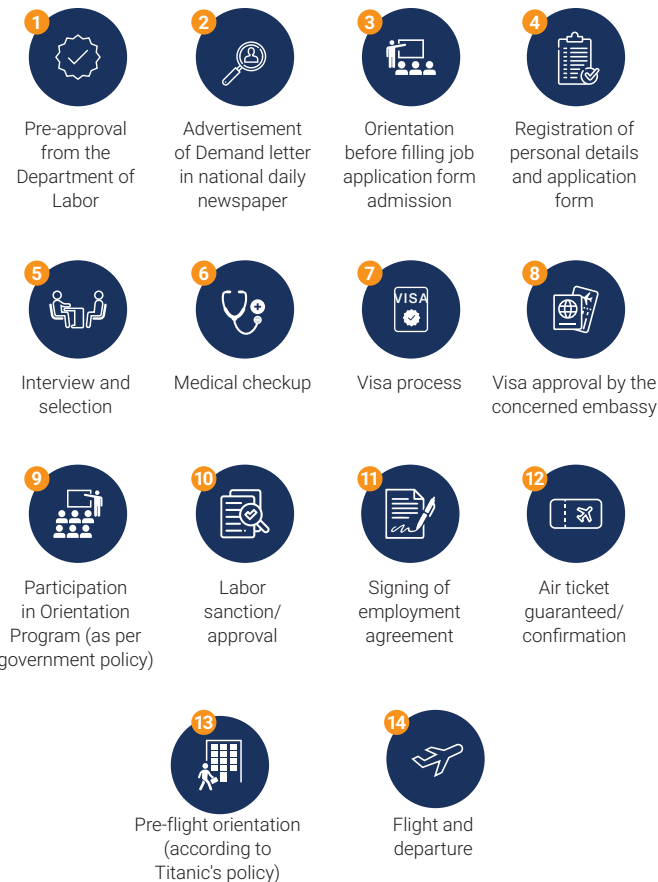 1
Pre-approval
from the
Department of
Labor
2
Advertisement
of Demand letter
in national daily
newspaper
3
Orientation
before filling job
application form
admission
4
Registration of
personal details
and application
form
5
Interview and
selection
6
Medical checkup
7
VISA
Visa process
8
Visa approval by the
concerned embassy
9
Participation
in Orientation
Program (as per
government policy)
10
Labor
sanction/
approval
11
Signing of
employment
agreement
12
Air ticket
guaranteed/
confirmation
13
Pre-flight orientation
(according to
Titanic's policy)
14
Flight and
departure